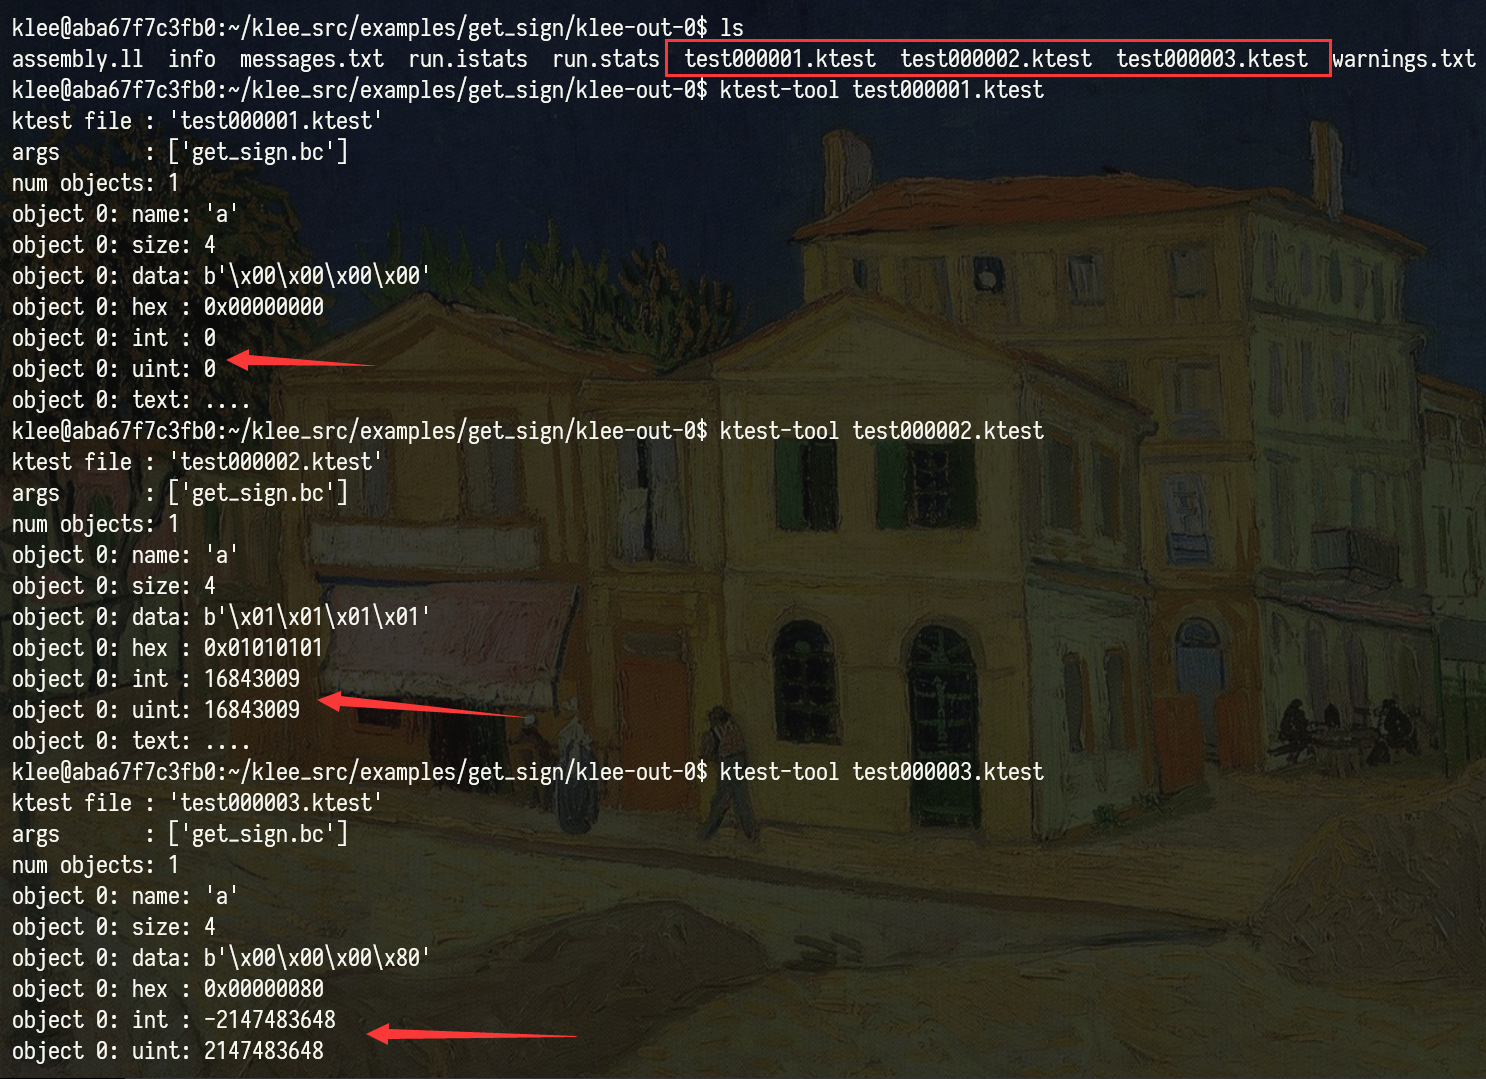 klee@aba67f7c3fb0:~/klee_src/examples/get_sign/klee-out-0$ ls
assembly.ll  info  messages.txt  run.istats  run.stats  test000001.ktest  test000002.ktest  test000003.ktest  warnings.txt
klee@aba67f7c3fb0:~/klee_src/examples/get_sign/klee-out-0$ ktest-tool test000001.ktest
ktest file : 'test000001.ktest'
args       : ['get_sign.bc']
num objects: 1
object 0: name: 'a'
object 0: size: 4
object 0: data: b'\x00\x00\x00\x00'
object 0: hex : 0x00000000
object 0: int : 0
object 0: uint: 0
object 0: text: ....
klee@aba67f7c3fb0:~/klee_src/examples/get_sign/klee-out-0$ ktest-tool test000002.ktest
ktest file : 'test000002.ktest'
args       : ['get_sign.bc']
num objects: 1
object 0: name: 'a'
object 0: size: 4
object 0: data: b'\x01\x01\x01\x01'
object 0: hex : 0x01010101
object 0: int : 16843009
object 0: uint: 16843009
object 0: text: ....
klee@aba67f7c3fb0:~/klee_src/examples/get_sign/klee-out-0$ ktest-tool test000003.ktest
ktest file : 'test000003.ktest'
args       : ['get_sign.bc']
num objects: 1
object 0: name: 'a'
object 0: size: 4
object 0: data: b'\x00\x00\x00\x80'
object 0: hex : 0x00000080
object 0: int : -2147483648
object 0: uint: 2147483648